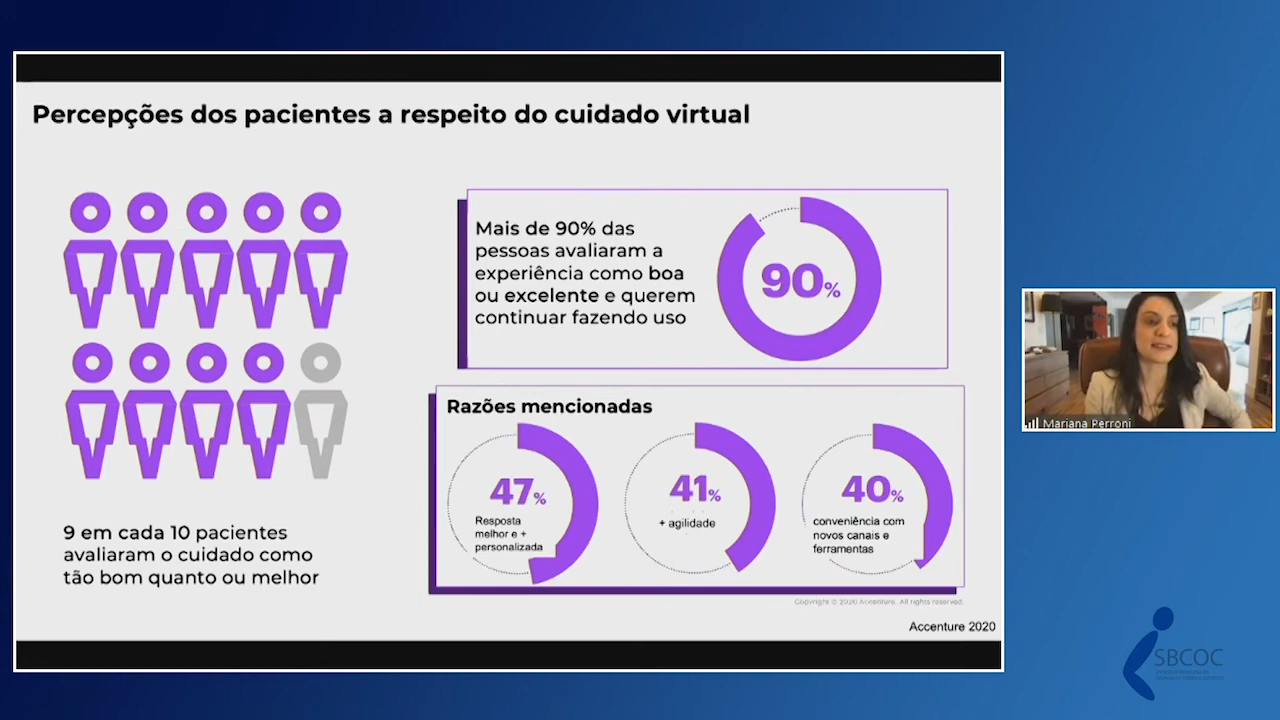 Percepções dos pacientes a respeito do cuidado virtual
Mais de 90% das
pessoas avaliaram a
experiência como boa
ou excelente e querem
continuar fazendo uso
90%
9 em cada 10 pacientes
avaliaram o cuidado como
tão bom quanto ou melhor
Razões mencionadas
47%
Resposta
melhor e +
personalizada
41%
+ agilidade
40%
conveniência com
novos canais e
ferramentas
Copyright © 2020 Accenture. All rights reserved.
Accenture 2020
Mariana Perroni
SBCOC